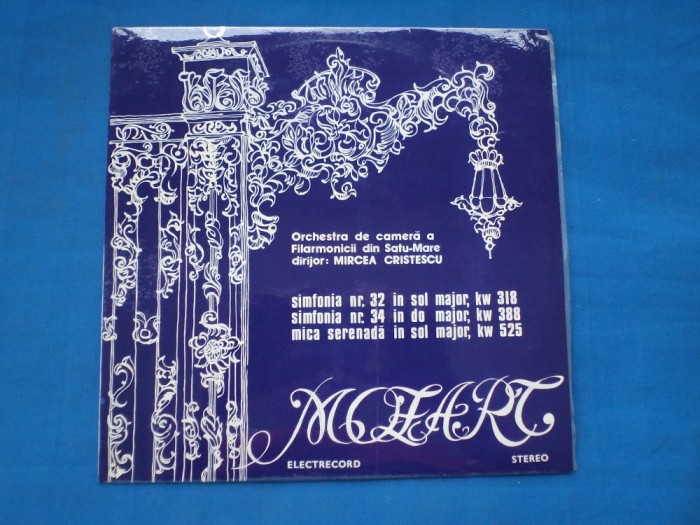 Orchestra de cameră a
Filarmonicii din Satu-Mare
dirijor: MIRCEA CRISTESCU
simfonia nr. 32 in sol major, kw 318
simfonia nr. 34 in do major, kw 388
mica serenadă in sol major, kw 525
MOZART
ELECTRECORD
STEREO